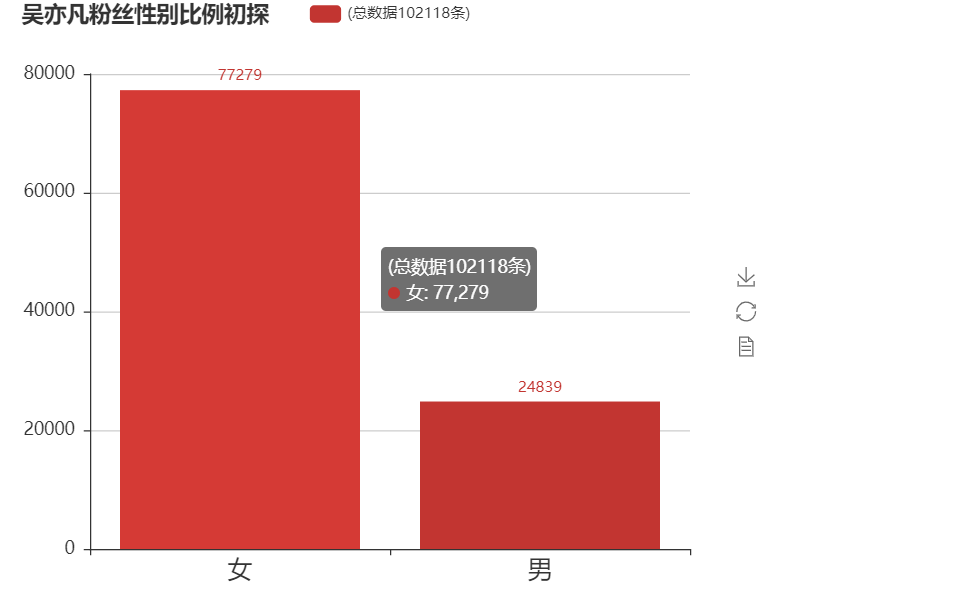 吴亦凡粉丝性别比例初探
(总数据102118条)
80000
77279
60000
(总数据102118条)
女: 77,279
40000
24839
20000
0
女
男